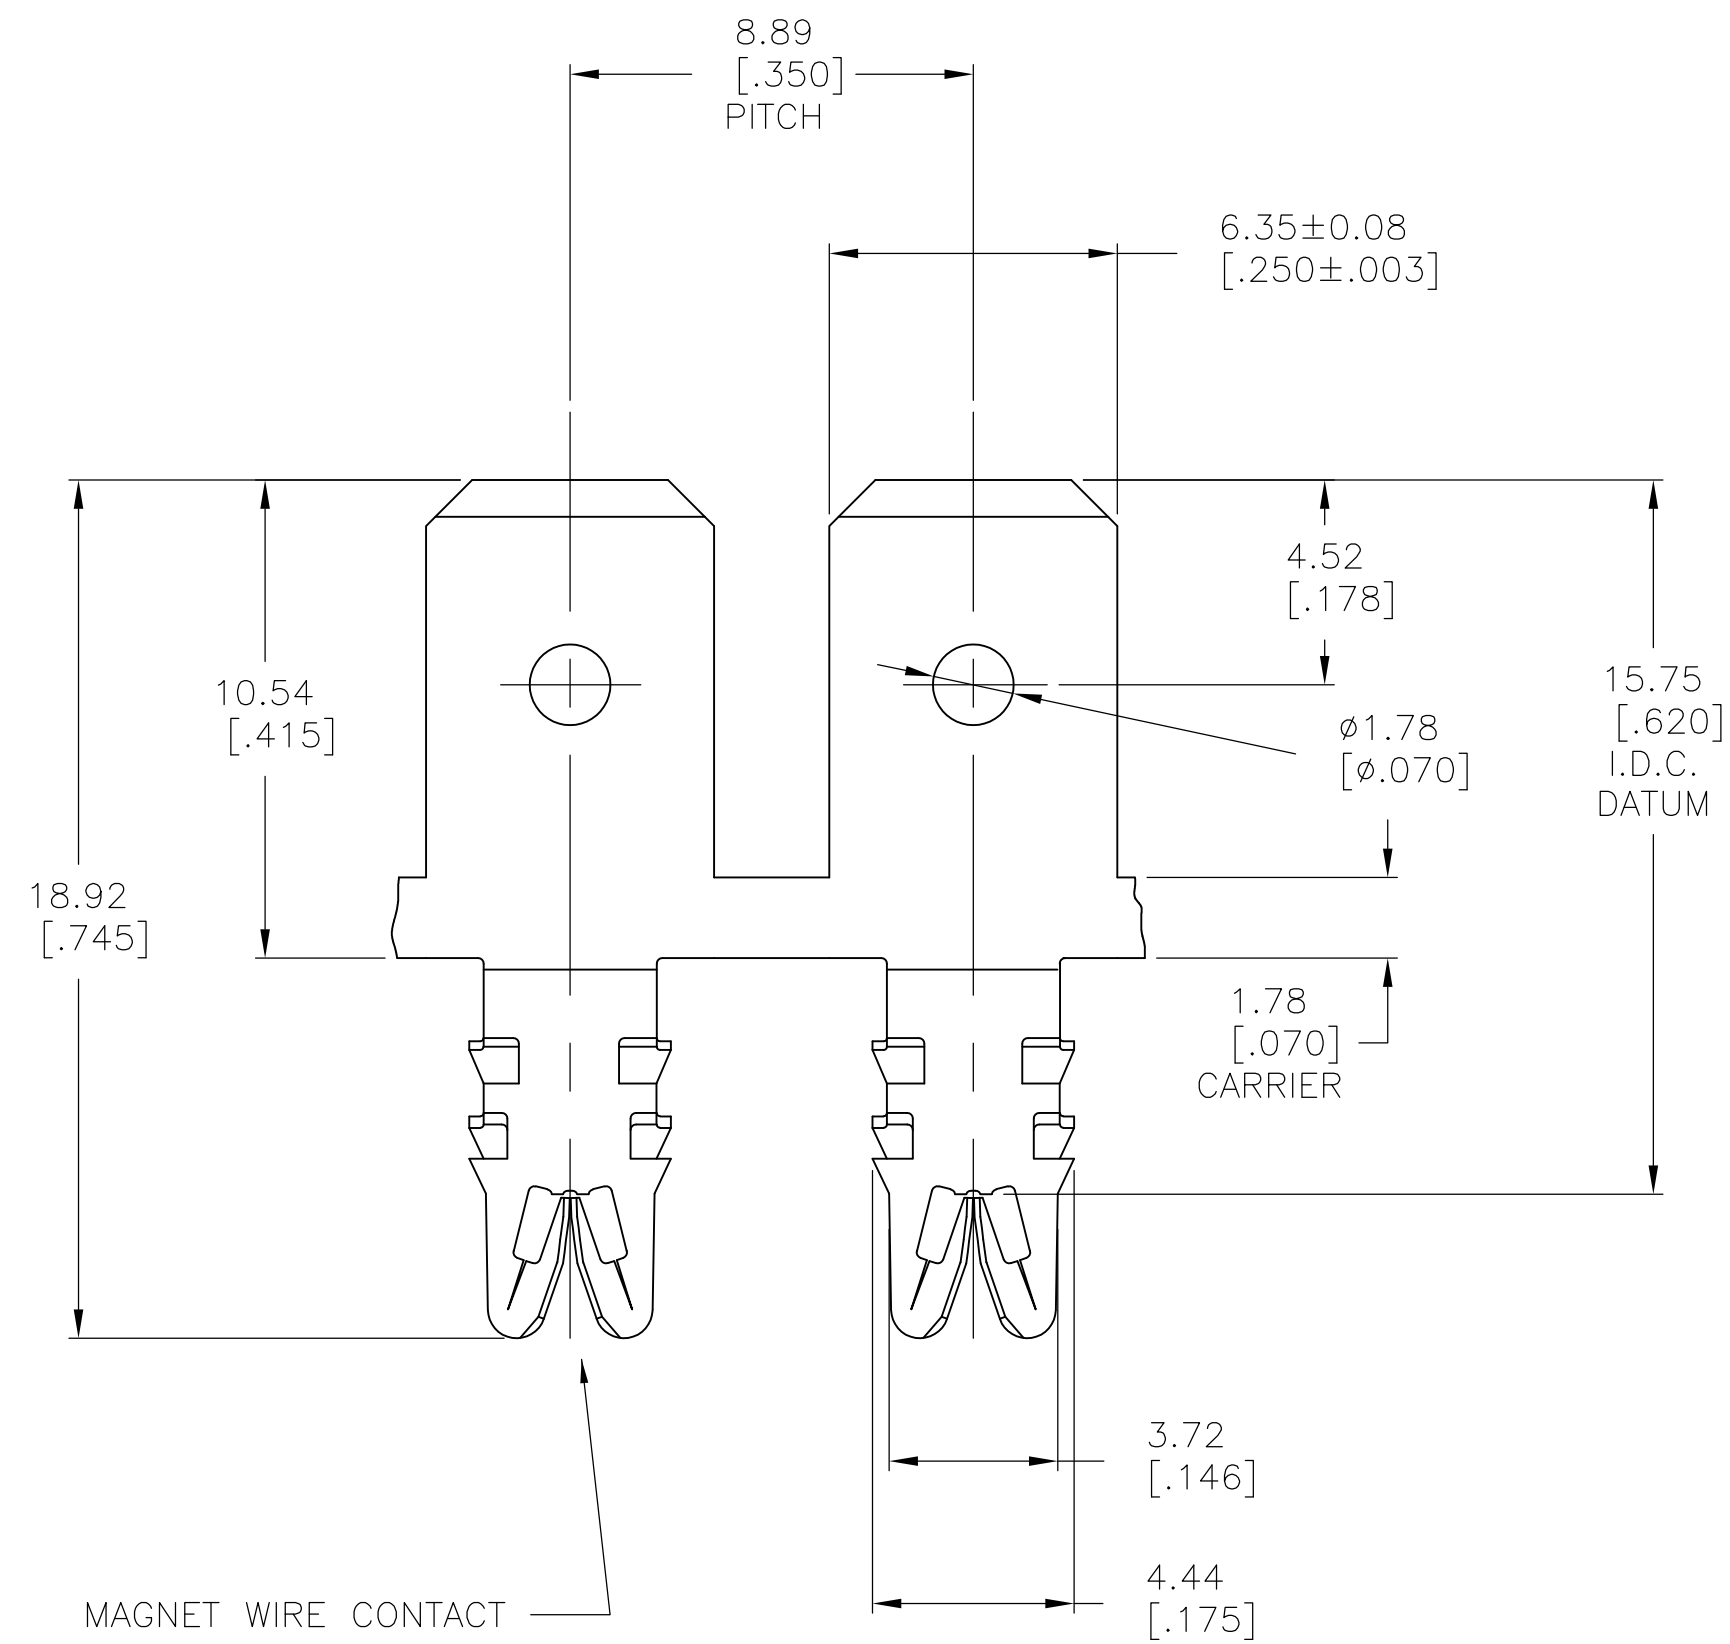 8.89
[.350]
PITCH
6.35±0.08
[.250±.003]
4.52
[.178]
10.54
[.415]
15.75
[.620]
I.D.C.
DATUM
ø1.78
[ø.070]
18.92
[.745]
1.78
[.070]
CARRIER
3.72
[.146]
4.44
[.175]
MAGNET WIRE CONTACT